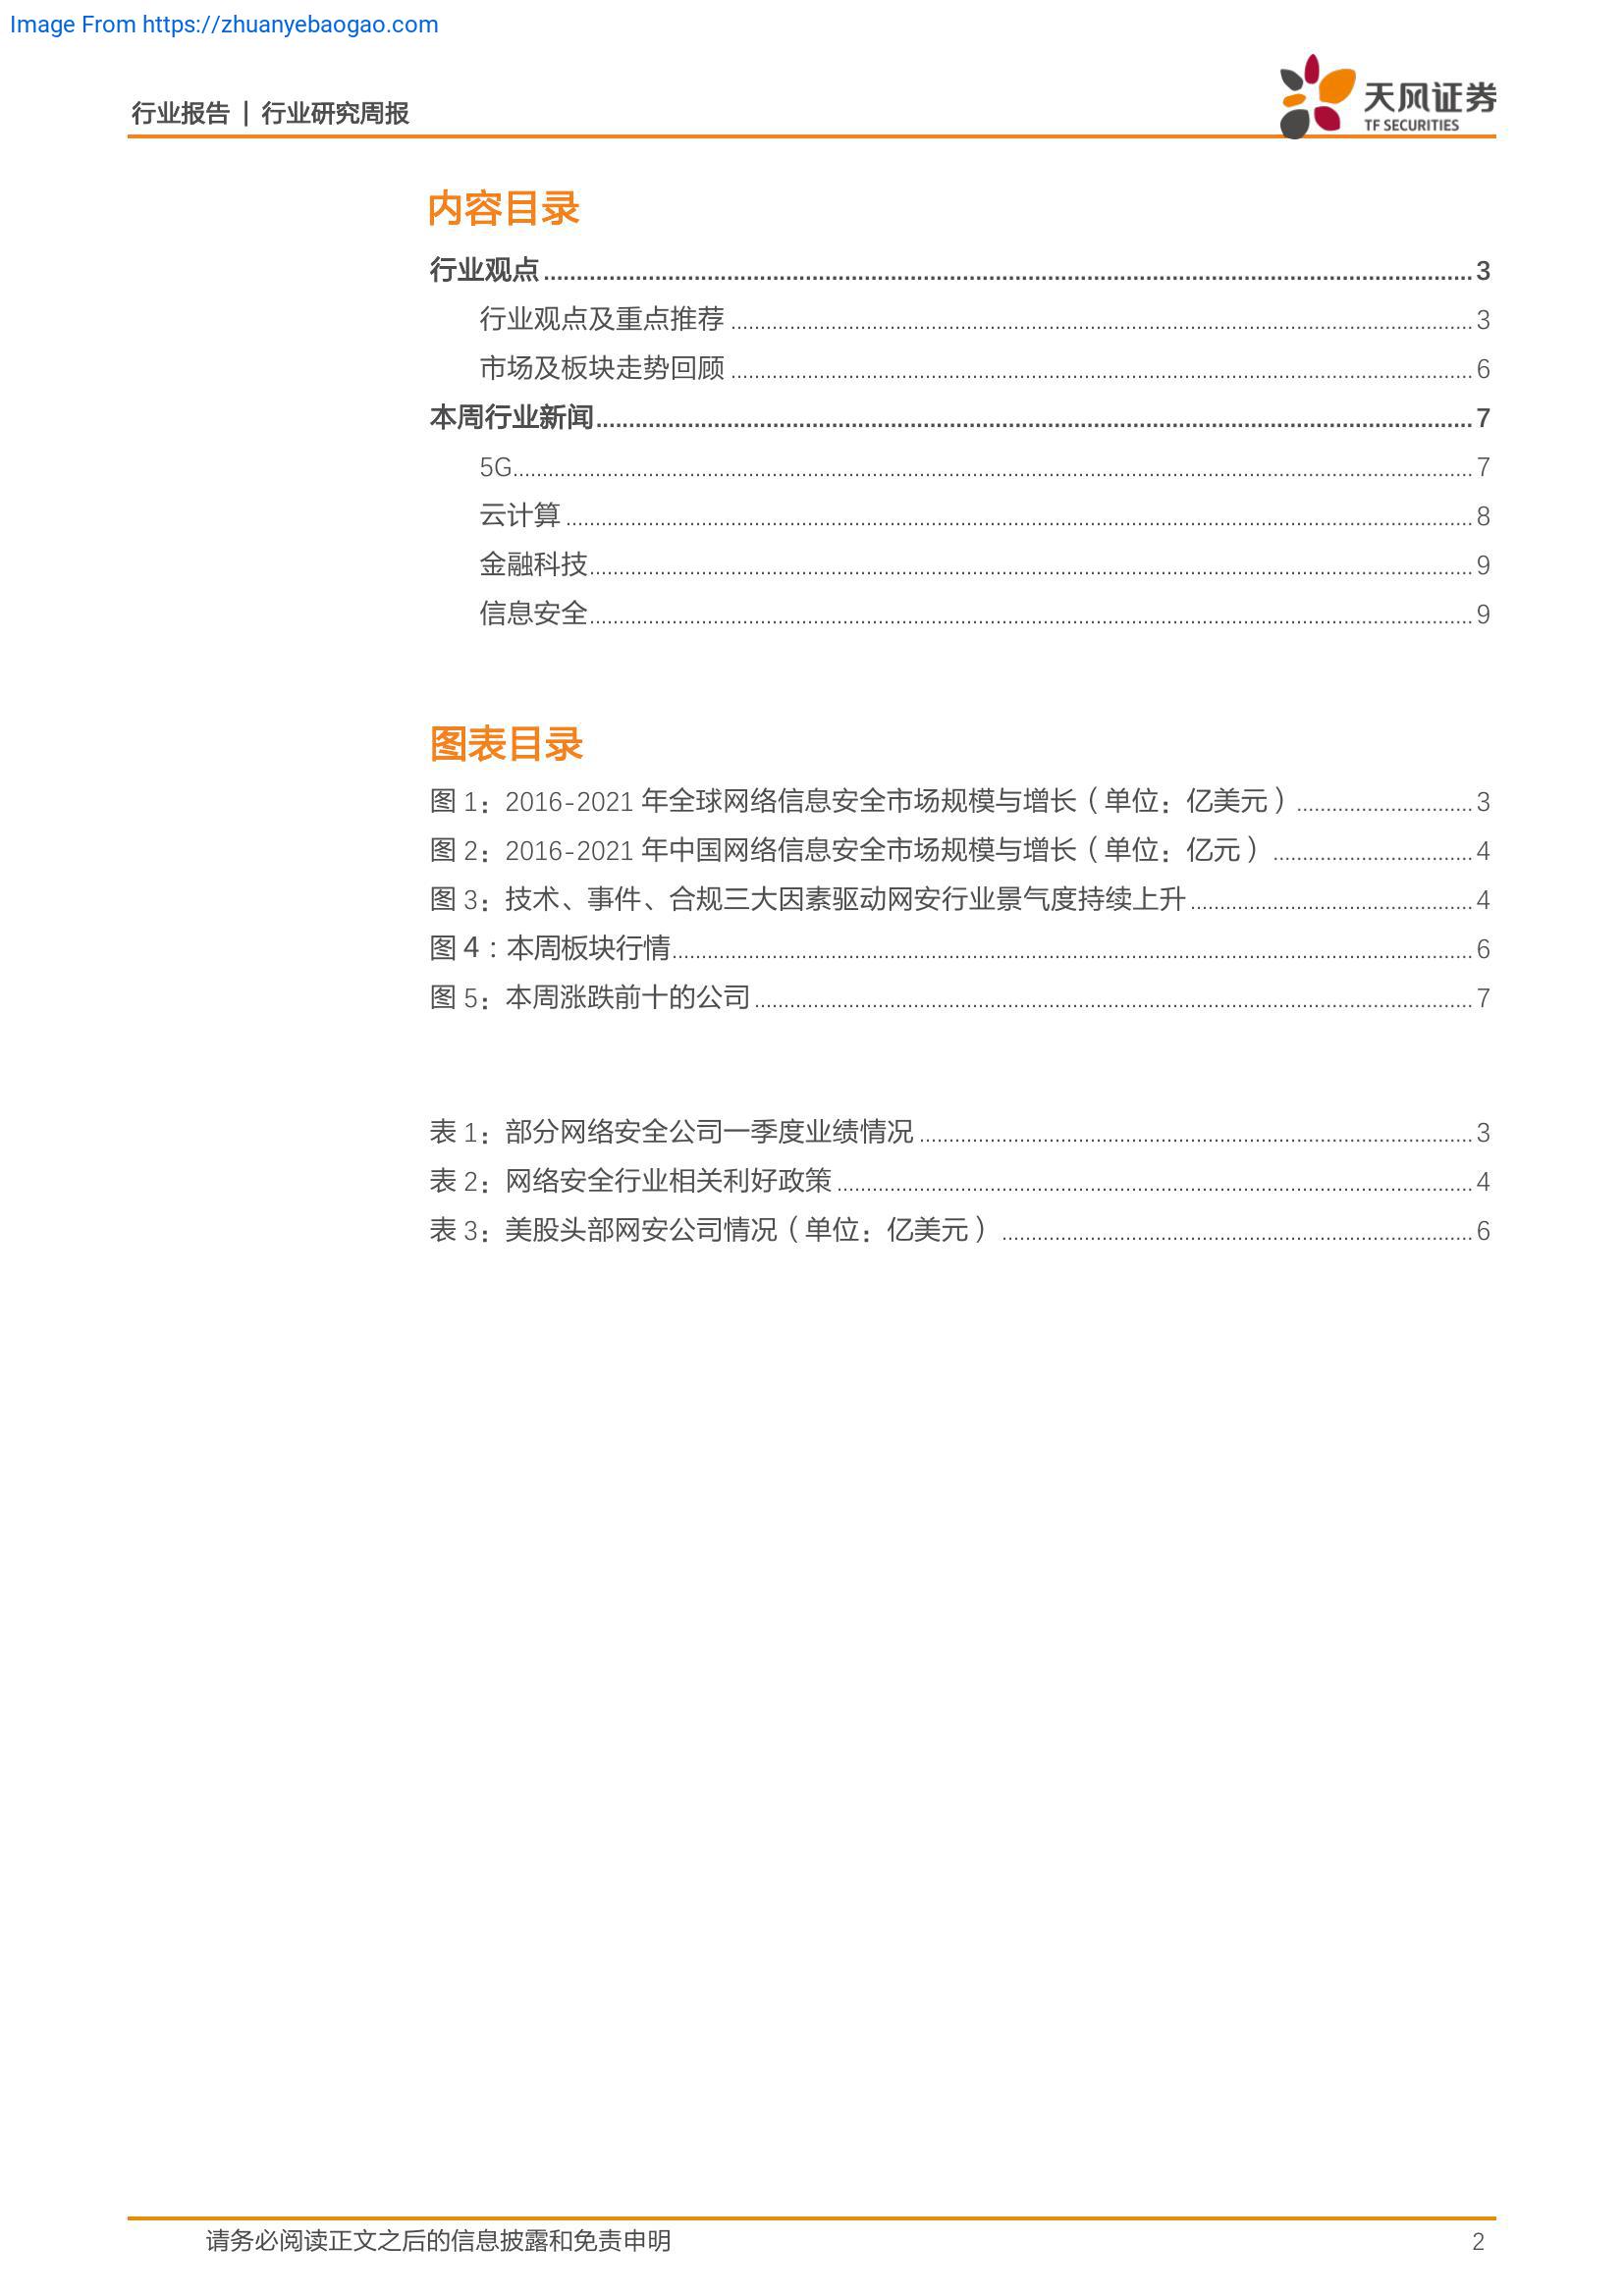 Image From https://zhuanyebaogao.com
行业报告 | 行业研究周报
天风证券
TF SECURITIES
内容目录
行业观点 3
行业观点及重点推荐 3
市场及板块走势回顾 6
本周行业新闻 7
5G 7
云计算 8
金融科技 9
信息安全 9
图表目录
图 1：2016-2021 年全球网络信息安全市场规模与增长（单位：亿美元） 3
图 2：2016-2021 年中国网络信息安全市场规模与增长（单位：亿元） 4
图 3：技术、事件、合规三大因素驱动网安行业景气度持续上升 4
图 4：本周板块行情 6
图 5：本周涨跌前十的公司 7
表 1：部分网络安全公司一季度业绩情况 3
表 2：网络安全行业相关利好政策 4
表 3：美股头部网安公司情况（单位：亿美元） 6
请务必阅读正文之后的信息披露和免责申明 2